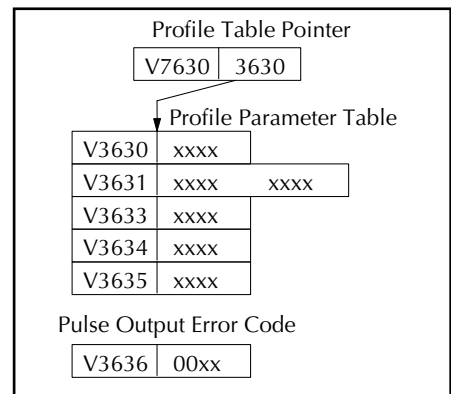 Profile Table Pointer
V7630 3630
Profile Parameter Table
V3630 xxxx
V3631 xxxx xxxx
V3633 xxxx
V3634 xxxx
V3635 xxxx
Pulse Output Error Code
V3636 00xx